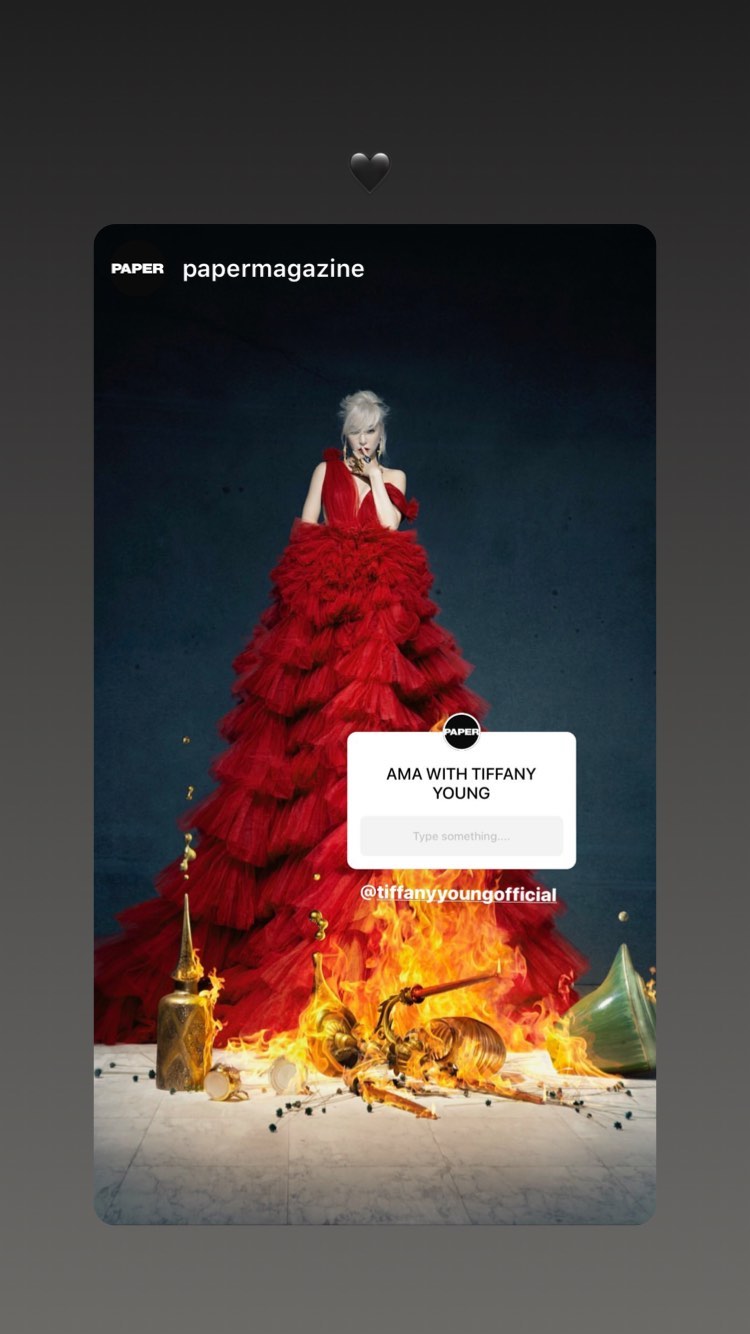 PAPER papermagazine
PAPER
AMA WITH TIFFANY
YOUNG
Type something....
@tiffanyyoungofficial